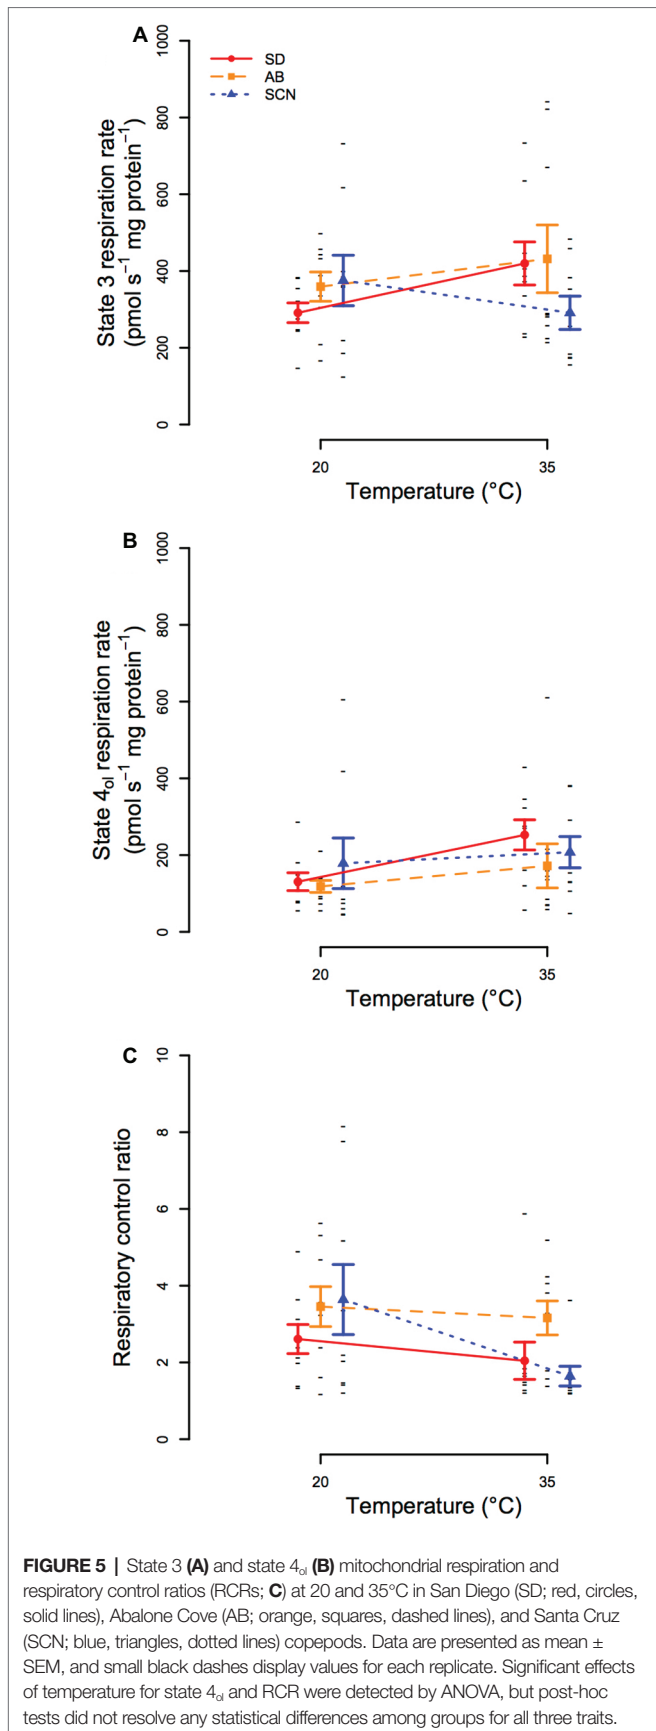 A
SD
AB
SCN
State 3 respiration rate
(pmol s⁻¹ mg protein⁻¹)
1000
800
600
400
200
0
20
35
Temperature (°C)
B
State 4ₒₗ respiration rate
(pmol s⁻¹ mg protein⁻¹)
1000
800
600
400
200
0
20
35
Temperature (°C)
C
Respiratory control ratio
10
8
6
4
2
0
20
35
Temperature (°C)
FIGURE 5 | State 3 (A) and state 4ₒₗ (B) mitochondrial respiration and
respiratory control ratios (RCRs; C) at 20 and 35°C in San Diego (SD; red, circles,
solid lines), Abalone Cove (AB; orange, squares, dashed lines), and Santa Cruz
(SCN; blue, triangles, dotted lines) copepods. Data are presented as mean ±
SEM, and small black dashes display values for each replicate. Significant effects
of temperature for state 4ₒₗ and RCR were detected by ANOVA, but post-hoc
tests did not resolve any statistical differences among groups for all three traits.